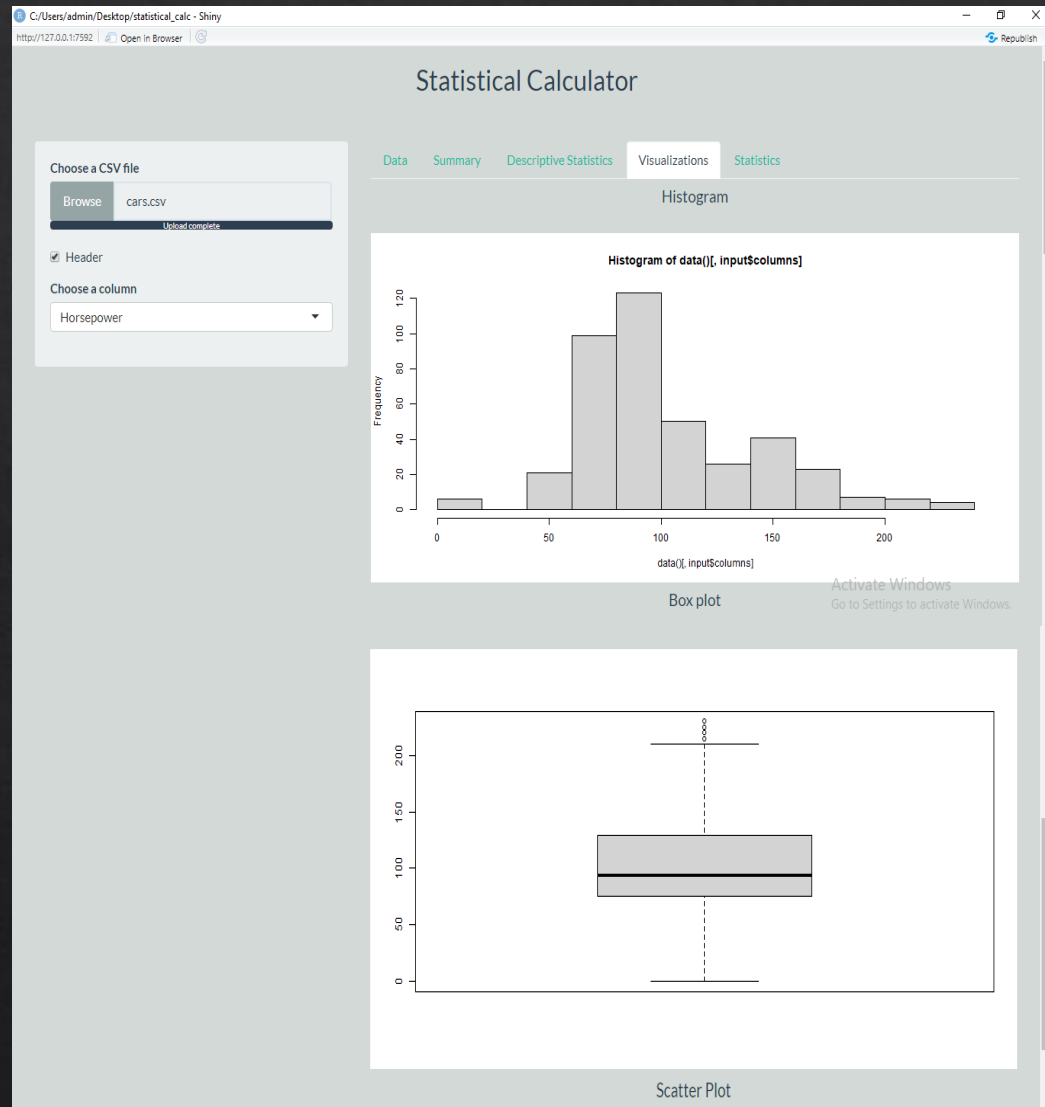 C:/Users/admin/Desktop/statistical_calc - Shiny
http://127.0.0.1:7592 Open in Browser Republish
Statistical Calculator
Choose a CSV file
Browse cars.csv
Upload complete
Header
Choose a column
Horsepower
Data Summary Descriptive Statistics Visualizations Statistics
Histogram
Histogram of data()[, input$columns]
Frequency
120
100
80
60
40
20
0
0 50 100 150 200
data()[, input$columns]
Activate Windows
Go to Settings to activate Windows.
Box plot
200
150
100
50
0
Scatter Plot